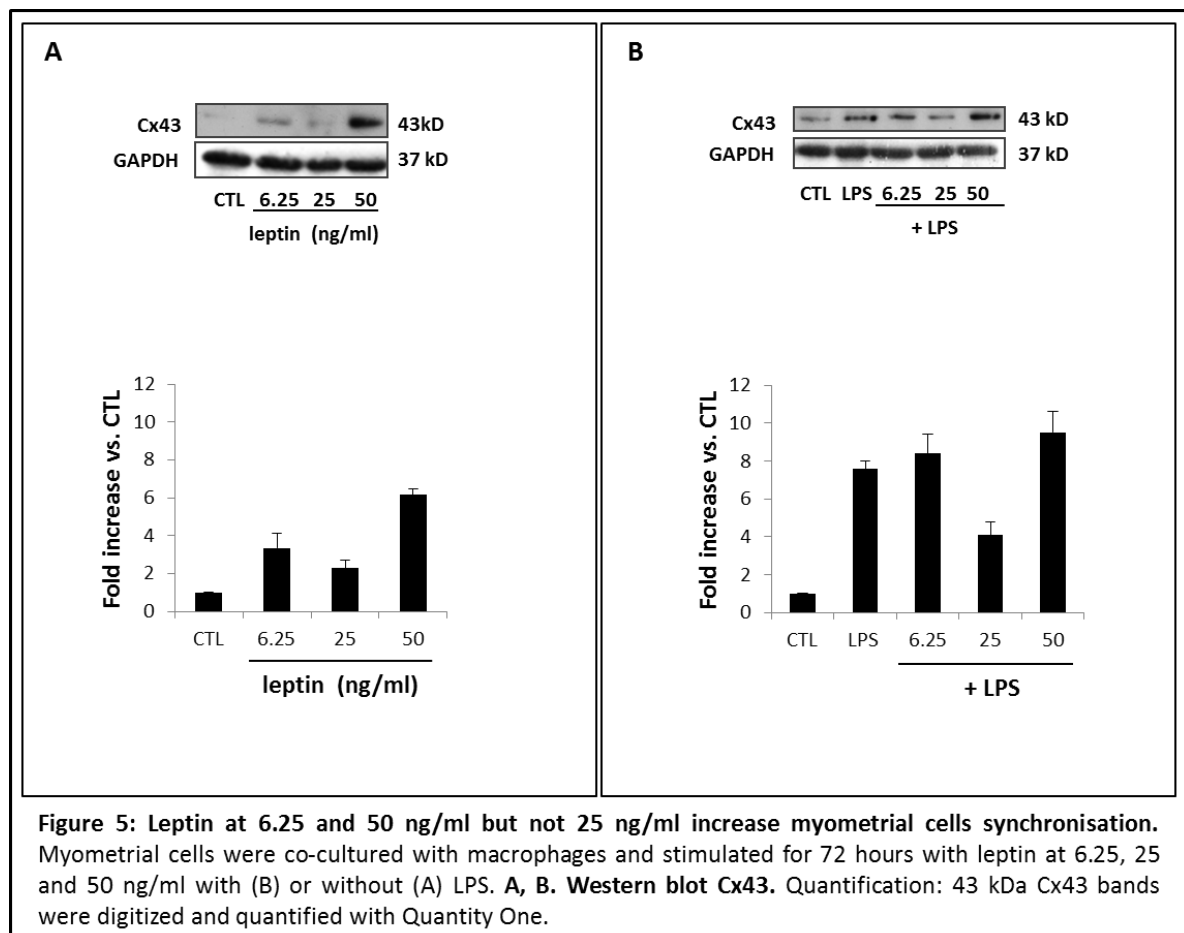 A
Cx43 43kD
GAPDH 37 kD
CTL 6.25 25 50
leptin (ng/ml)
Fold increase vs. CTL
12
10
8
6
4
2
0
CTL 6.25 25 50
leptin (ng/ml)
B
Cx43 43 kD
GAPDH 37 kD
CTL LPS 6.25 25 50
+ LPS
Fold increase vs. CTL
12
10
8
6
4
2
0
CTL LPS 6.25 25 50
+ LPS
Figure 5: Leptin at 6.25 and 50 ng/ml but not 25 ng/ml increase myometrial cells synchronisation.
Myometrial cells were co-cultured with macrophages and stimulated for 72 hours with leptin at 6.25, 25
and 50 ng/ml with (B) or without (A) LPS. A, B. Western blot Cx43. Quantification: 43 kDa Cx43 bands
were digitized and quantified with Quantity One.